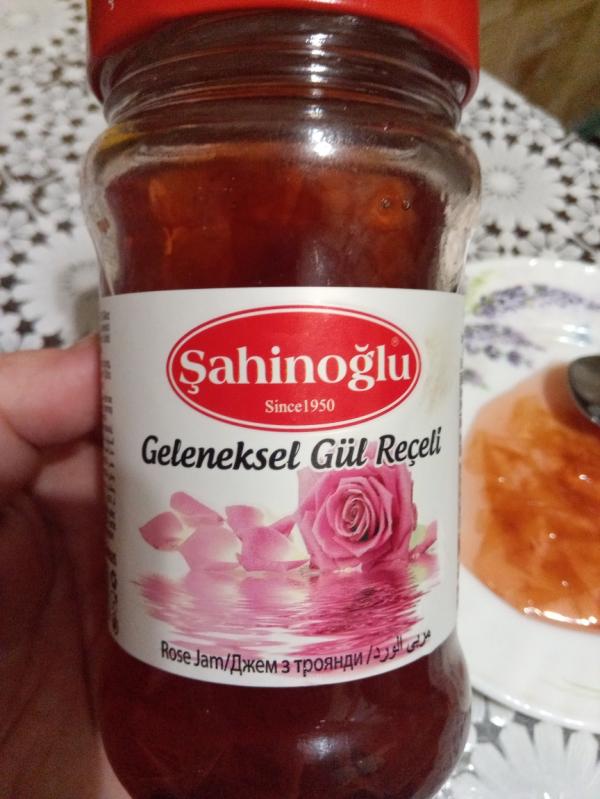 Şahinoğlu®
Since1950
Geleneksel Gül Reçeli
Rose Jam/Джем з троянди/مربى الورد